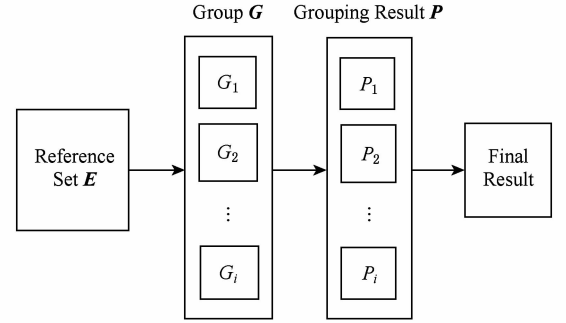 Group G
Grouping Result P
Reference
Set E
G1
G2
⋮
Gi
P1
P2
⋮
Pi
Final
Result